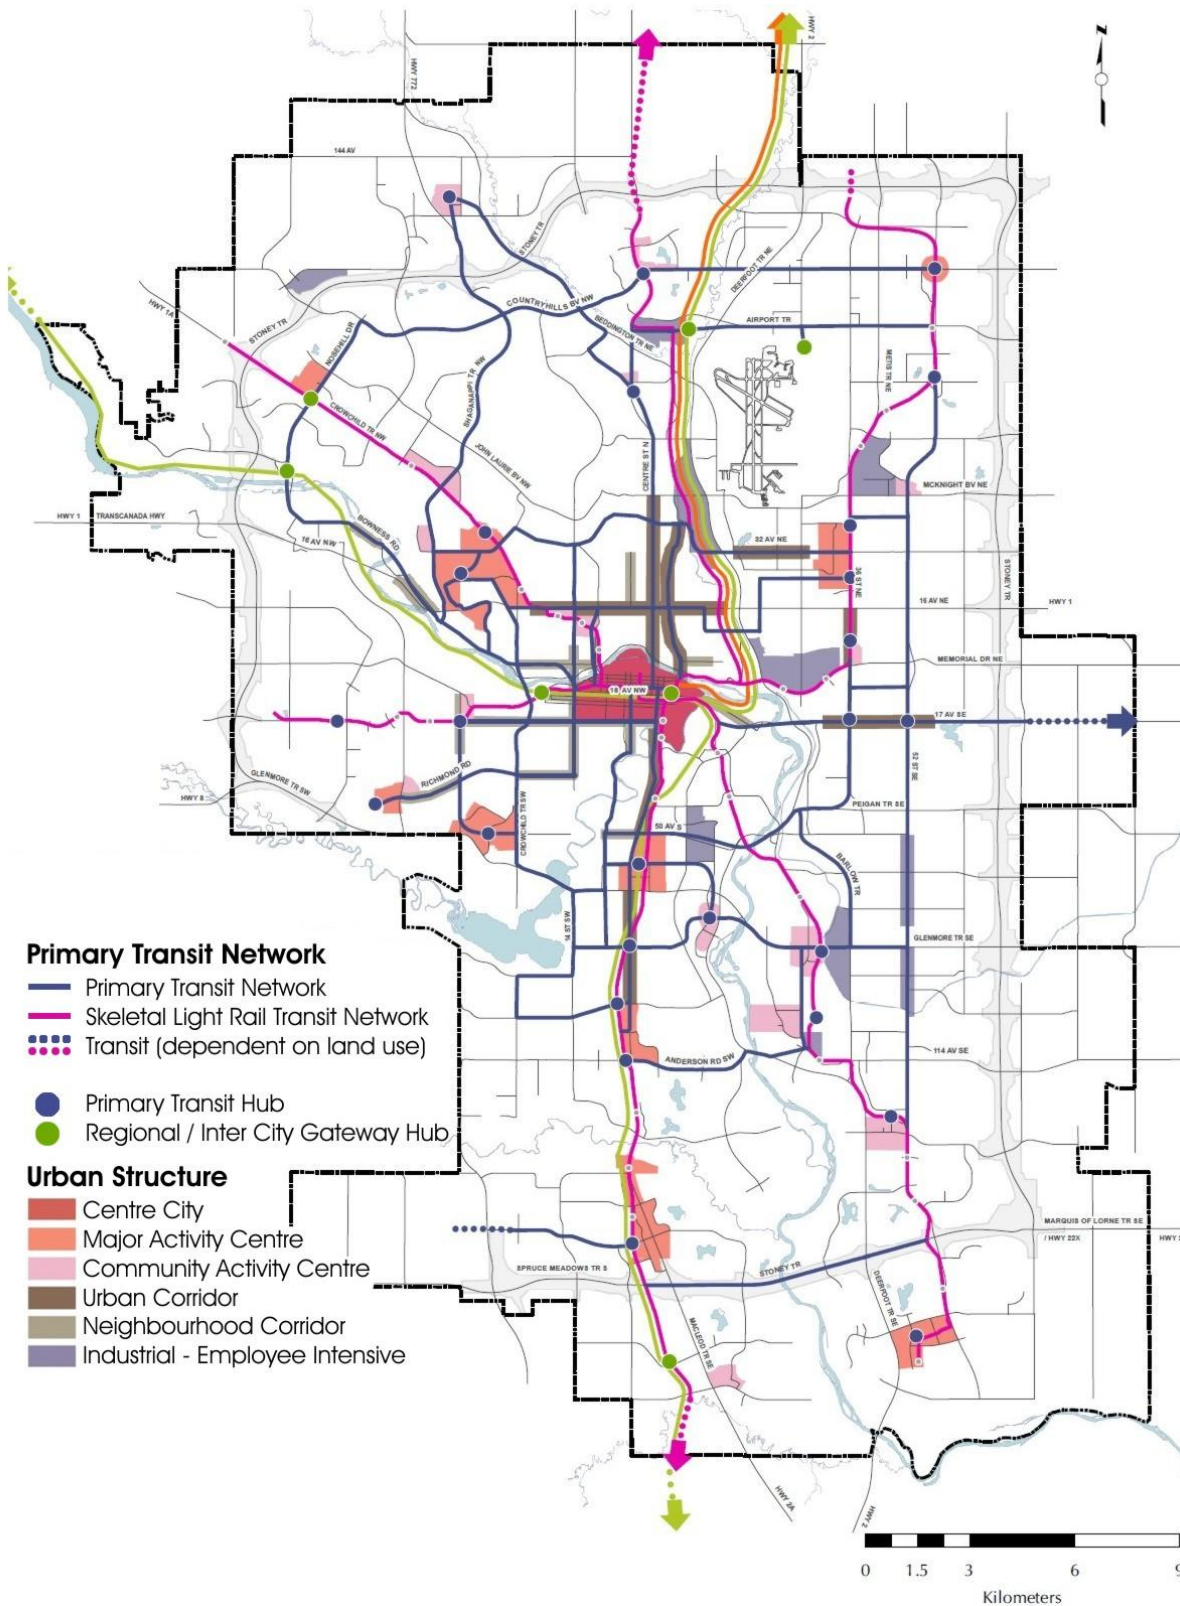 HWY 2
N
HWY 772
144 AV
STONEY TR
DEERFOOT TR NE
HWY 1A
STONEY TR
NOSEHILL DR
COUNTRYHILLS BV NW
BEDDINGTON TR NE
AIRPORT TR
METIS TR NE
SHAGANAPPI TR NW
CROWCHILD TR NW
JOHN LAURIE BV NW
CENTRE ST N
MCKNIGHT BV NE
HWY 1
TRANSCANADA HWY
BOWNESS RD
16 AV NW
32 AV NE
36 ST NE
STONEY TR
16 AV NE
HWY 1
MEMORIAL DR NE
16 AV NW
17 AV SE
52 ST SE
GLENMORE TR SW
RICHMOND RD
HWY 8
CROWCHILD TR SW
PEIGAN TR SE
50 AV S
BARLOW TR
14 ST SW
GLENMORE TR SE
Primary Transit Network
Primary Transit Network
Skeletal Light Rail Transit Network
Transit (dependent on land use)
114 AV SE
ANDERSON RD SW
Primary Transit Hub
Regional / Inter City Gateway Hub
Urban Structure
Centre City
Major Activity Centre
Community Activity Centre
Urban Corridor
Neighbourhood Corridor
Industrial - Employee Intensive
MARQUIS OF LORNE TR SE
/ HWY 22X
HWY
SPRUCE MEADOWS TR S
STONEY TR
DEERFOOT TR SE
MACLEOD TR SE
HWY 2A
HWY 2
0 1.5 3 6 9
Kilometers